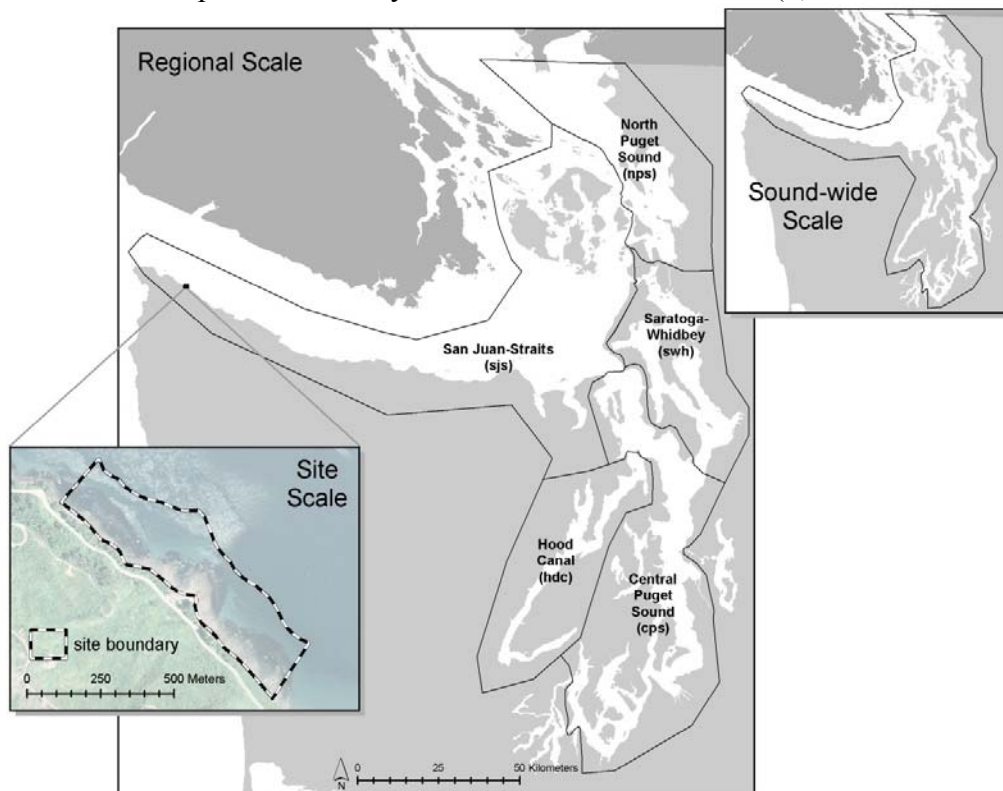 Regional Scale
North
Puget
Sound
(nps)
Sound-wide
Scale
Saratoga-
Whidbey
(swh)
San Juan-Straits
(sjs)
Site
Scale
site boundary
0 250 500 Meters
Hood
Canal
(hdc)
Central
Puget
Sound
(cps)
N
0 25 50 Kilometers